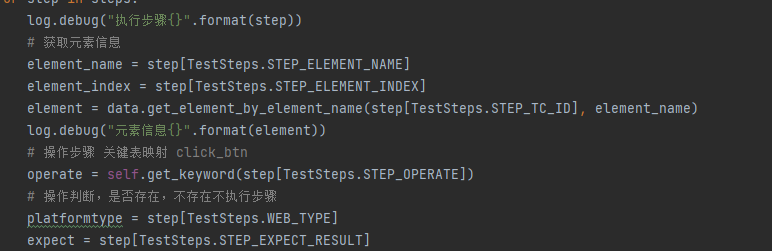 or step in steps:
log.debug("执行步骤{}".format(step))
# 获取元素信息
element_name = step[TestSteps.STEP_ELEMENT_NAME]
element_index = step[TestSteps.STEP_ELEMENT_INDEX]
element = data.get_element_by_element_name(step[TestSteps.STEP_TC_ID], element_name)
log.debug("元素信息{}".format(element))
# 操作步骤 关键表映射 click_btn
operate = self.get_keyword(step[TestSteps.STEP_OPERATE])
# 操作判断，是否存在，不存在不执行步骤
platformtype = step[TestSteps.WEB_TYPE]
expect = step[TestSteps.STEP_EXPECT_RESULT]